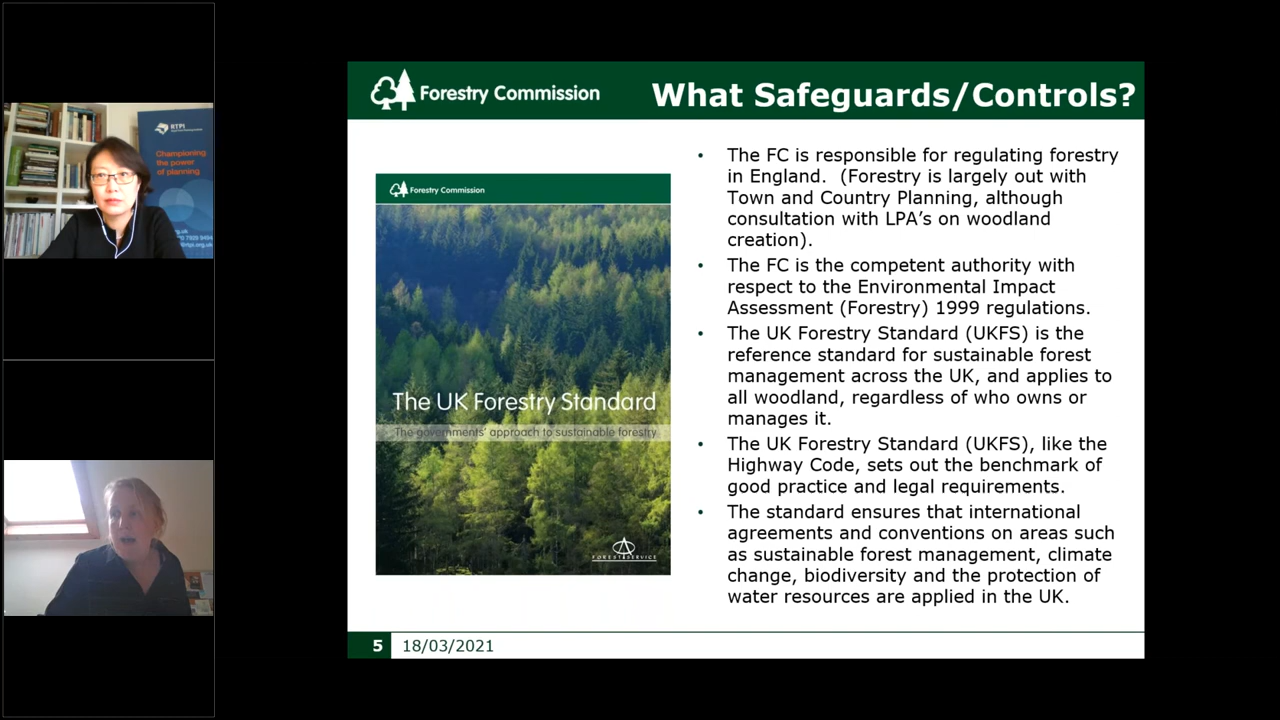 RTPI
Championing
the power
of planning
Forestry Commission
What Safeguards/Controls?
Forestry Commission
The UK Forestry Standard
The governments' approach to sustainable forestry
FOREST SERVICE
• The FC is responsible for regulating forestry
in England. (Forestry is largely out with
Town and Country Planning, although
consultation with LPA's on woodland
creation).
• The FC is the competent authority with
respect to the Environmental Impact
Assessment (Forestry) 1999 regulations.
• The UK Forestry Standard (UKFS) is the
reference standard for sustainable forest
management across the UK, and applies to
all woodland, regardless of who owns or
manages it.
• The UK Forestry Standard (UKFS), like the
Highway Code, sets out the benchmark of
good practice and legal requirements.
• The standard ensures that international
agreements and conventions on areas such
as sustainable forest management, climate
change, biodiversity and the protection of
water resources are applied in the UK.
5 18/03/2021